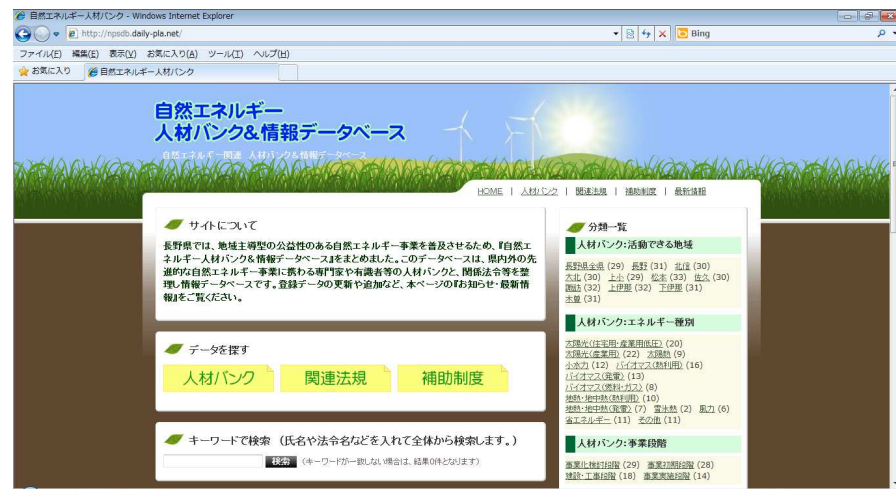 自然エネルギー人材バンク - Windows Internet Explorer
http://npsdb.daily-pla.net/
Bing
ファイル(F) 編集(E) 表示(V) お気に入り(A) ツール(T) ヘルプ(H)
お気に入り 自然エネルギー人材バンク
自然エネルギー
人材バンク&情報データベース
自然エネルギー関連 人材バンク&情報データベース
HOME | 人材バンク | 関連法規 | 補助制度 | 最新情報
サイトについて
長野県では、地域主導型の公益性のある自然エネルギー事業を普及させるため、『自然エ
ネルギー人材バンク&情報データベース』をまとめました。このデータベースは、県内外の先
進的な自然エネルギー事業に携わる専門家や有識者等の人材バンクと、関係法令等を整
理し情報データベースです。登録データの更新や追加など、本ページの『お知らせ・最新情
報』をご覧ください。
データを探す
人材バンク 関連法規 補助制度
キーワードで検索 (氏名や法令名などを入れて全体から検索します。)
検索 (キーワードが一致しない場合は、結果0件となります)
分類一覧
人材バンク:活動できる地域
長野県全県 (29) 長野 (31) 北信 (30)
大北 (30) 上小 (29) 松本 (33) 佐久 (30)
諏訪 (32) 上伊那 (32) 下伊那 (31)
木曽 (31)
人材バンク:エネルギー種別
太陽光(住宅用・産業用低圧) (20)
太陽光(産業用) (22) 太陽熱 (9)
小水力 (12) バイオマス(熱利用) (16)
バイオマス(発電) (13)
バイオマス(燃料・ガス) (8)
地熱・地中熱(熱利用) (10)
地熱・地中熱(発電) (7) 雪氷熱 (2) 風力 (6)
省エネルギー (11) その他 (11)
人材バンク:事業段階
事業化検討段階 (29) 事業初期段階 (28)
建設・工事段階 (18) 事業実施段階 (14)